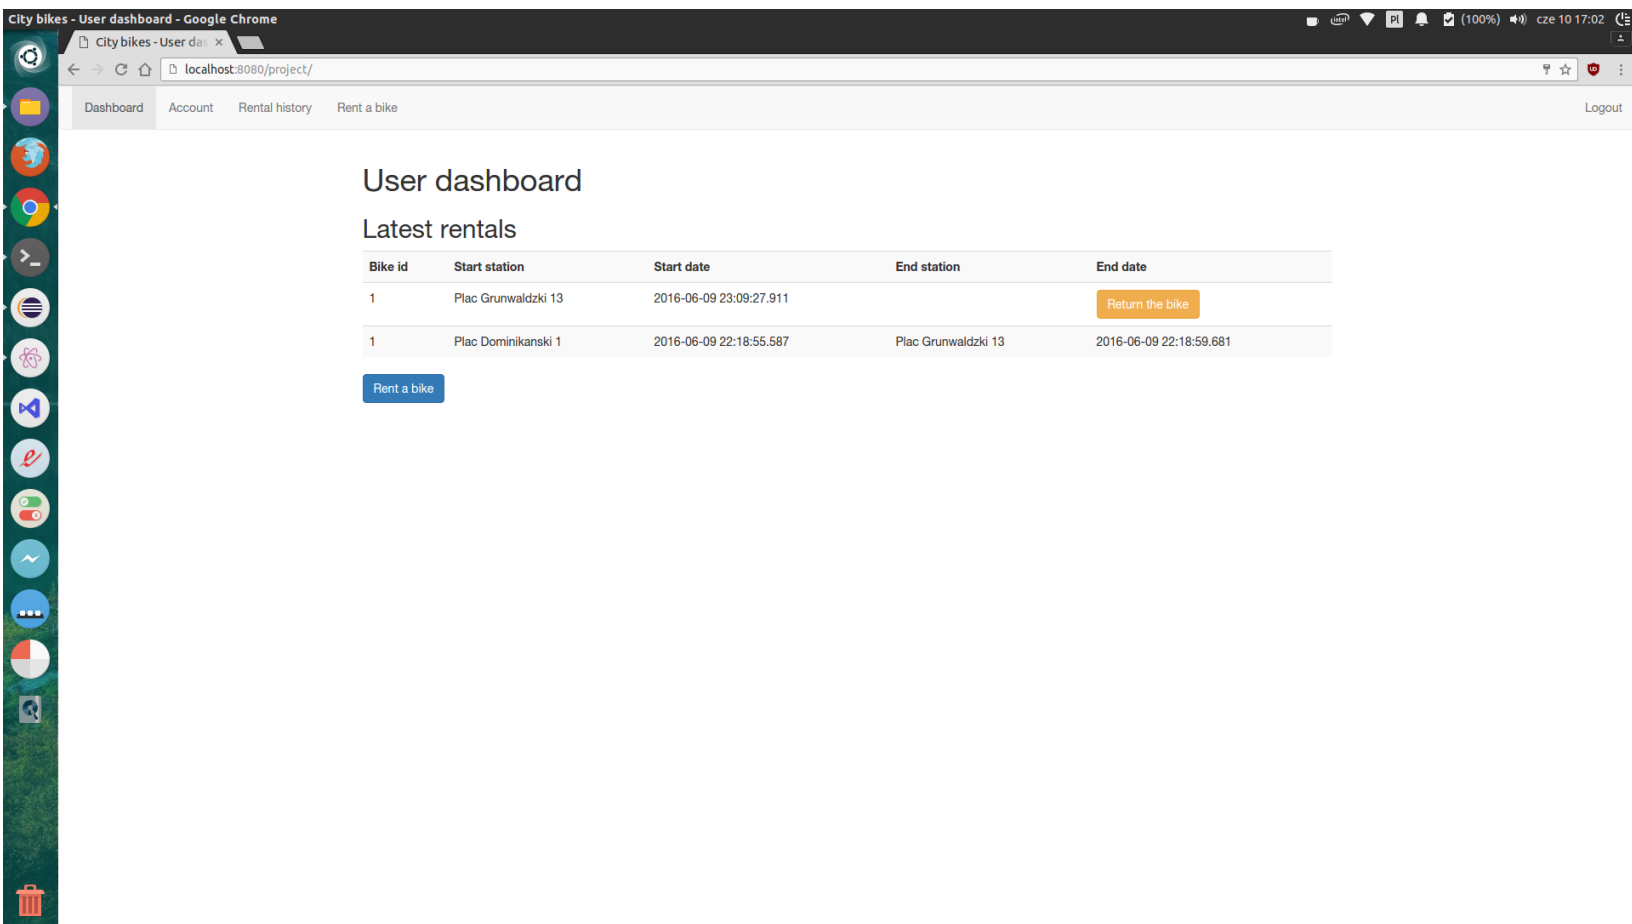 City bikes - User dashboard - Google Chrome
intel Pl (100%) cze 10 17:02
City bikes - User das
localhost:8080/project/
Dashboard Account Rental history Rent a bike Logout
User dashboard
Latest rentals
Bike id Start station Start date End station End date
1 Plac Grunwaldzki 13 2016-06-09 23:09:27.911 Return the bike
1 Plac Dominikanski 1 2016-06-09 22:18:55.587 Plac Grunwaldzki 13 2016-06-09 22:18:59.681
Rent a bike